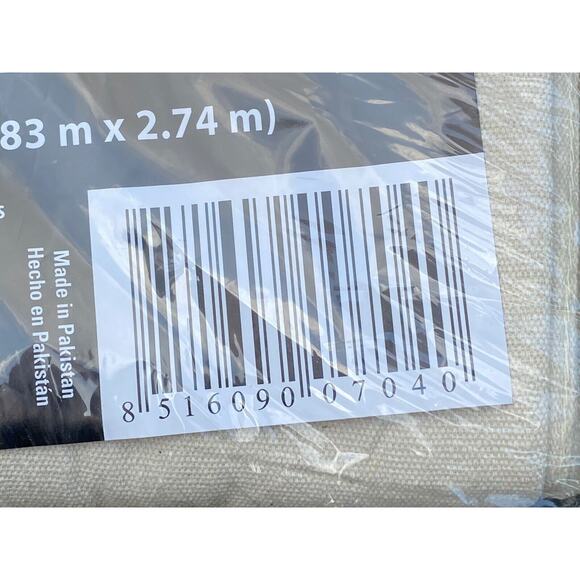 83 m x 2.74 m)
s
Made in Pakistan
Hecho en Pakistán
8 516090 07040